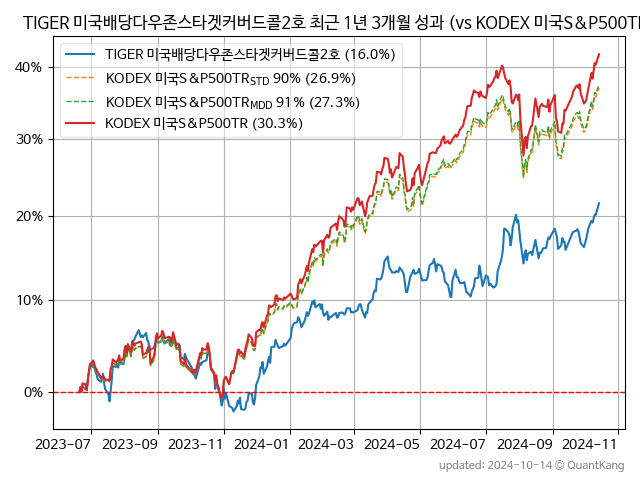 TIGER 미국배당다우존스타겟커버드콜2호 최근 1년 3개월 성과 (vs KODEX 미국S&P500T
TIGER 미국배당다우존스타겟커버드콜2호 (16.0%)
KODEX 미국S&P500TR STD 90% (26.9%)
KODEX 미국S&P500TR MDD 91% (27.3%)
KODEX 미국S&P500TR (30.3%)
40%
30%
20%
10%
0%
2023-07 2023-09 2023-11 2024-01 2024-03 2024-05 2024-07 2024-09 2024-11
updated: 2024-10-14 © QuantKang